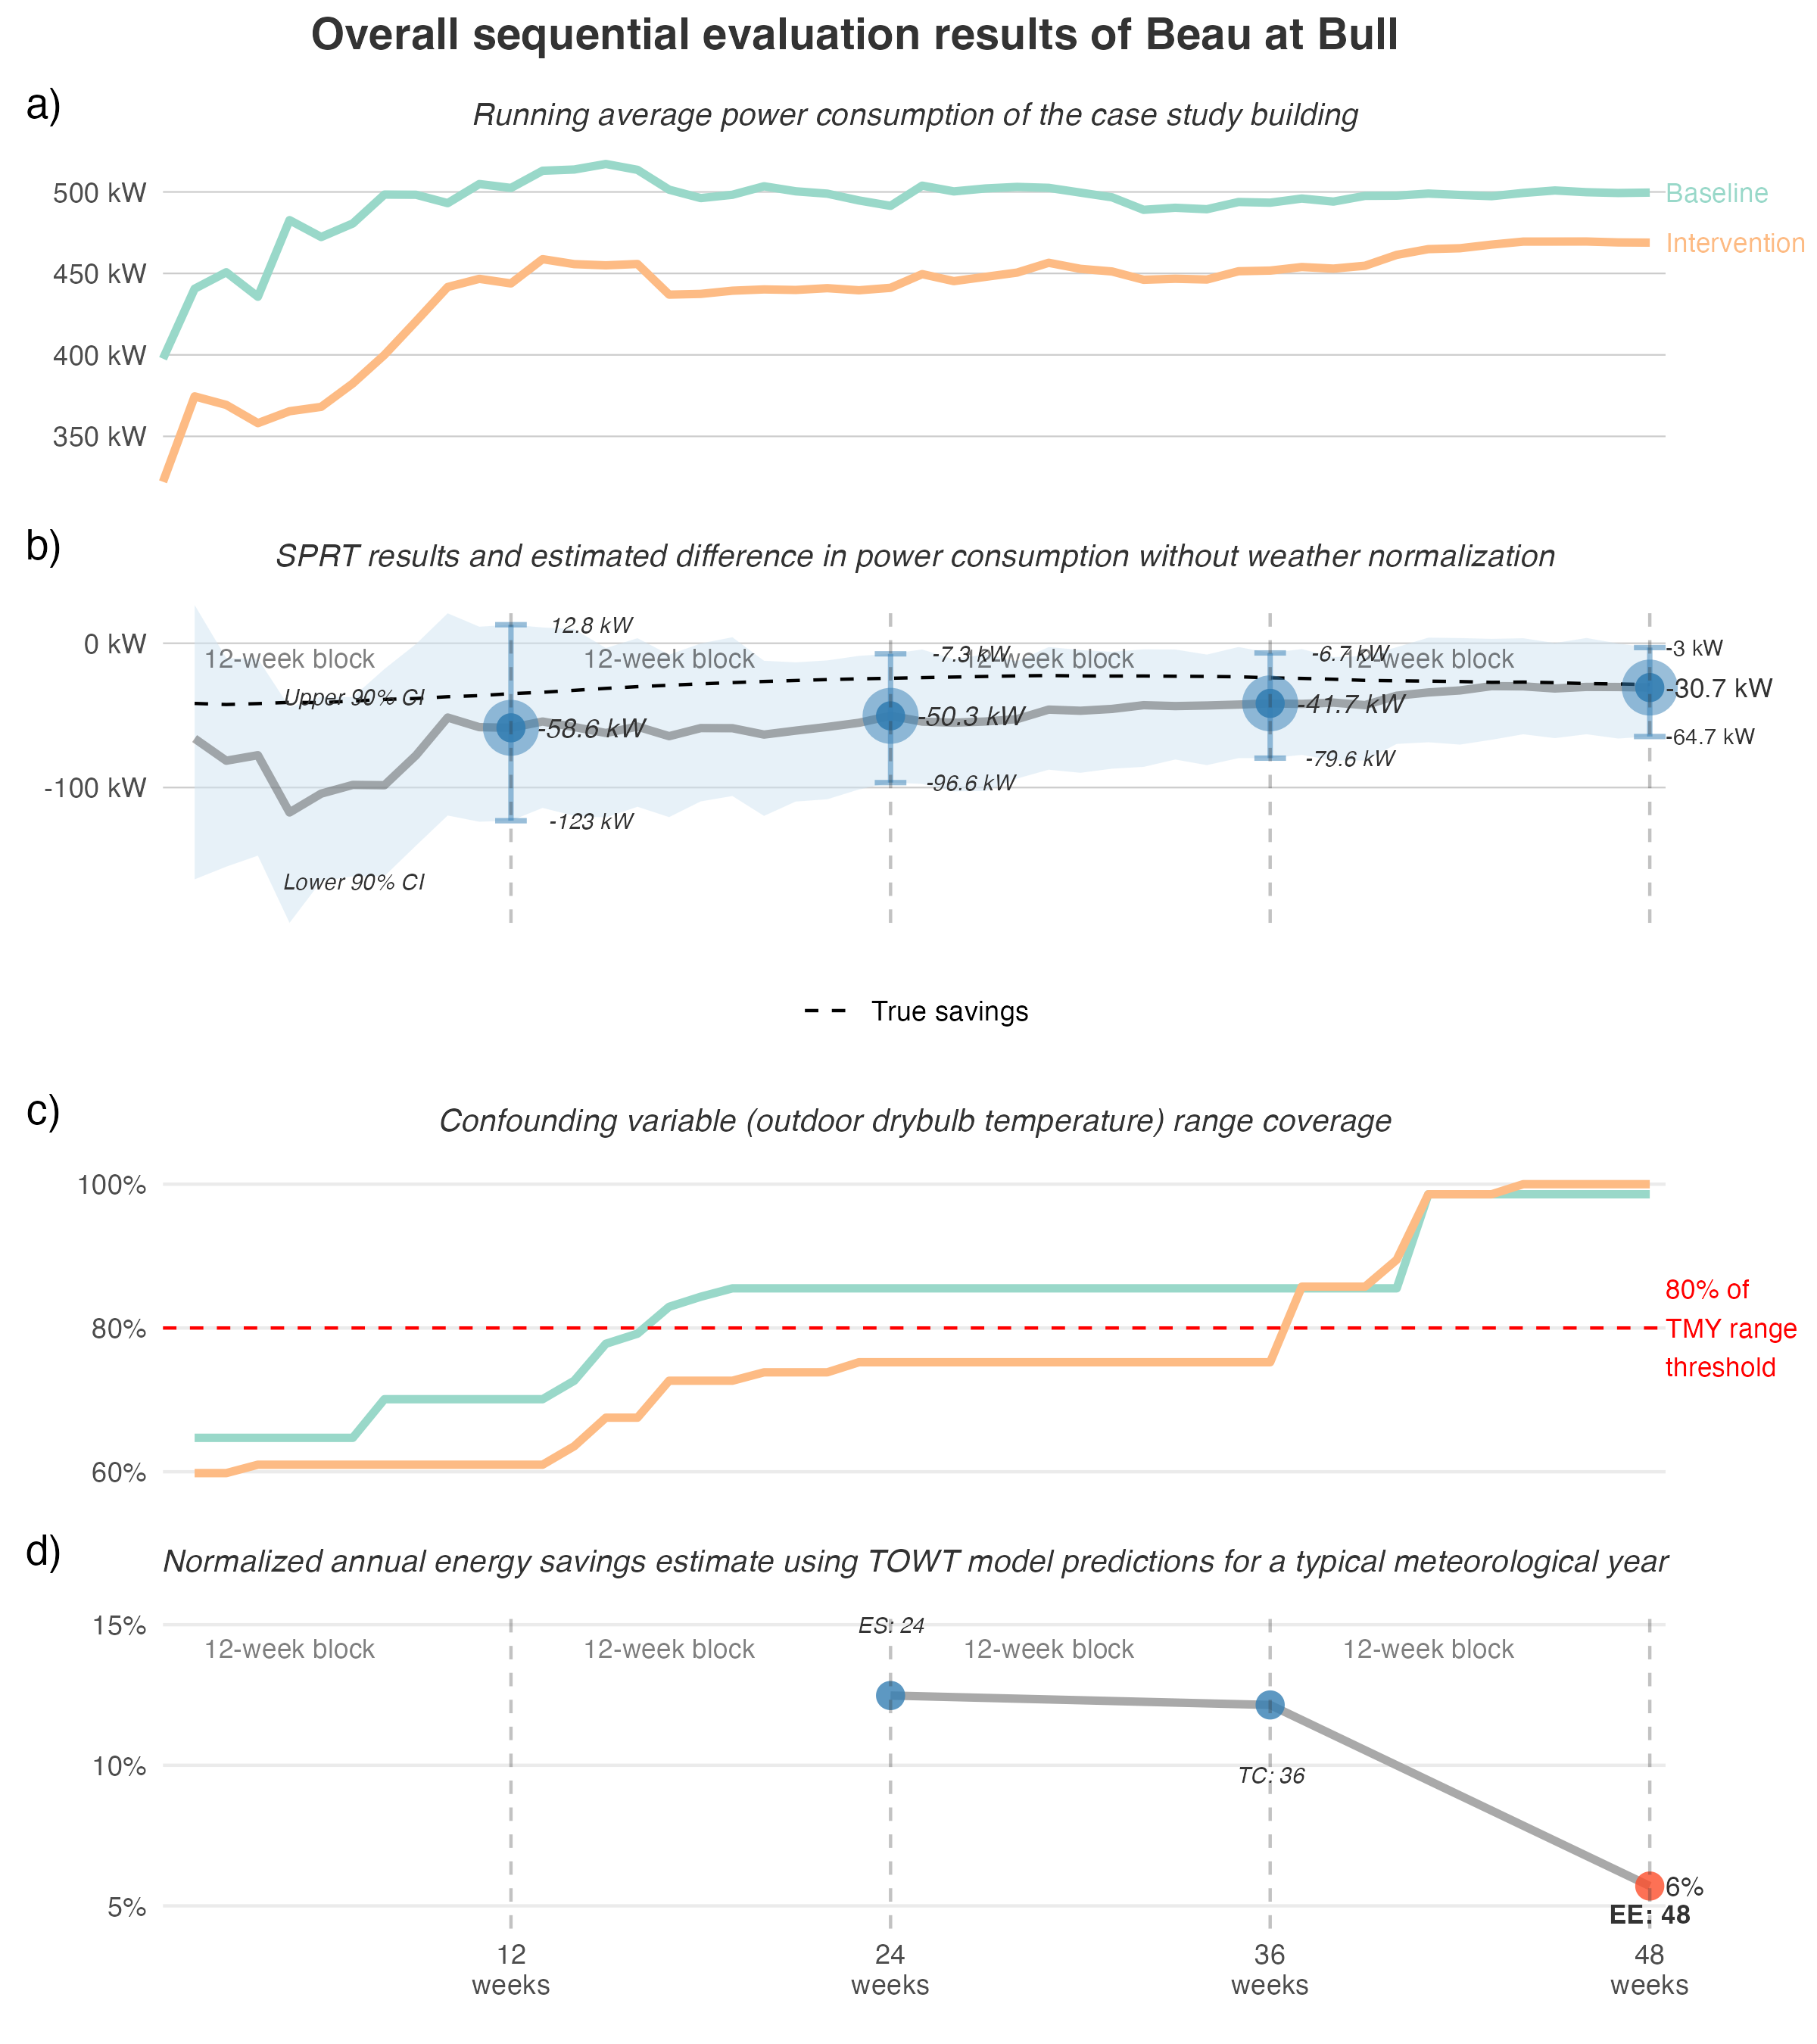 Overall sequential evaluation results of Beau at Bull
a)
Running average power consumption of the case study building
500 kW
450 kW
400 kW
350 kW
Baseline
Intervention
b)
SPRT results and estimated difference in power consumption without weather normalization
0 kW
-100 kW
12-week block
12-week block
12-week block
12-week block
Upper 90% CI
Lower 90% CI
12.8 kW
-58.6 kW
-123 kW
-7.3 kW
-50.3 kW
-96.6 kW
-6.7 kW
-41.7 kW
-79.6 kW
-3 kW
-30.7 kW
-64.7 kW
True savings
c)
Confounding variable (outdoor drybulb temperature) range coverage
100%
80%
60%
80% of
TMY range
threshold
d)
Normalized annual energy savings estimate using TOWT model predictions for a typical meteorological year
15%
10%
5%
12-week block
12-week block
12-week block
12-week block
ES: 24
TC: 36
6%
EE: 48
12
weeks
24
weeks
36
weeks
48
weeks